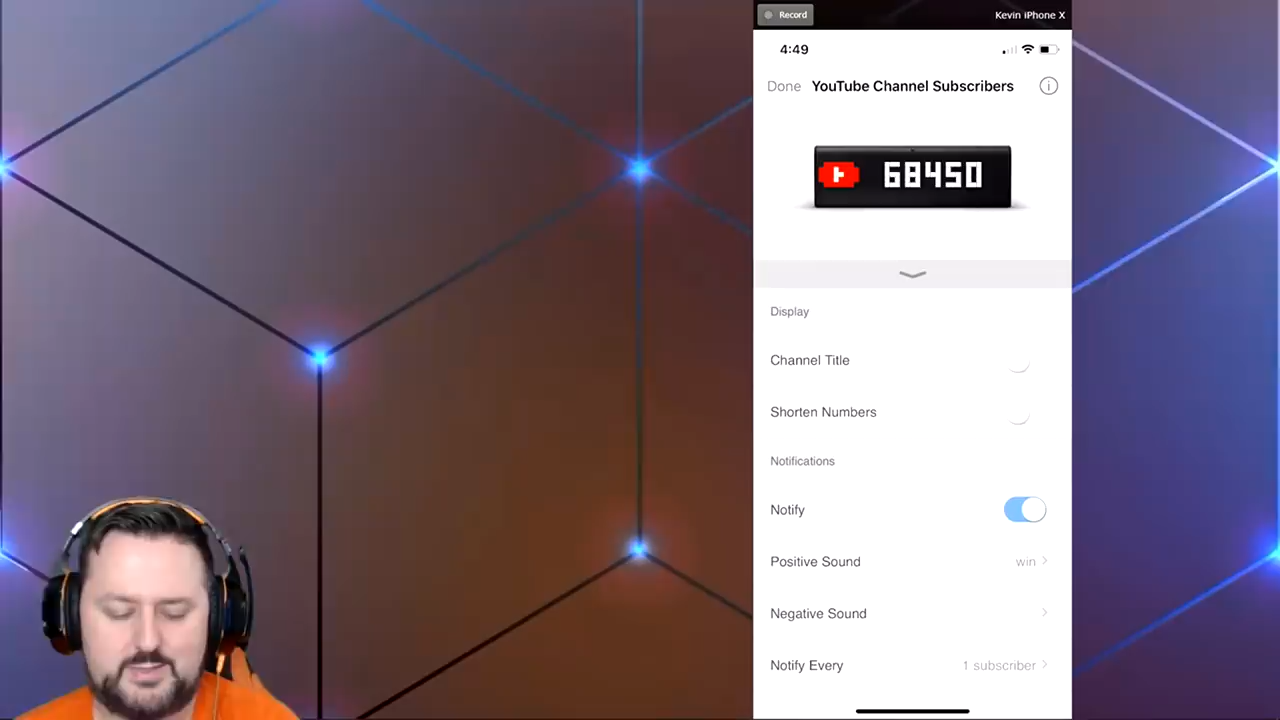 Record
Kevin iPhone X
4:49
Done YouTube Channel Subscribers
68450
Display
Channel Title
Shorten Numbers
Notifications
Notify
Positive Sound win
Negative Sound
Notify Every 1 subscriber